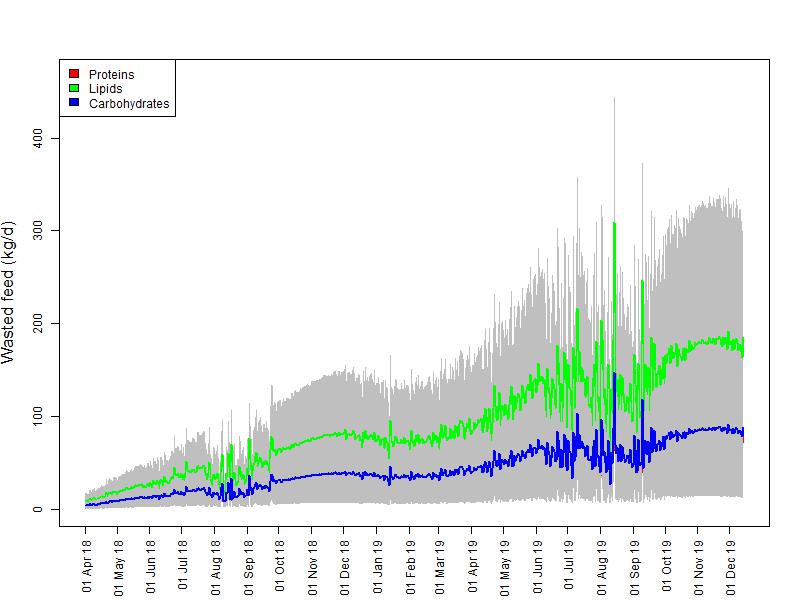 Proteins
Lipids
Carbohydrates
Wasted feed (kg/d)
400
300
200
100
0
01 Apr 18
01 May 18
01 Jun 18
01 Jul 18
01 Aug 18
01 Sep 18
01 Oct 18
01 Nov 18
01 Dec 18
01 Jan 19
01 Feb 19
01 Mar 19
01 Apr 19
01 May 19
01 Jun 19
01 Jul 19
01 Aug 19
01 Sep 19
01 Oct 19
01 Nov 19
01 Dec 19